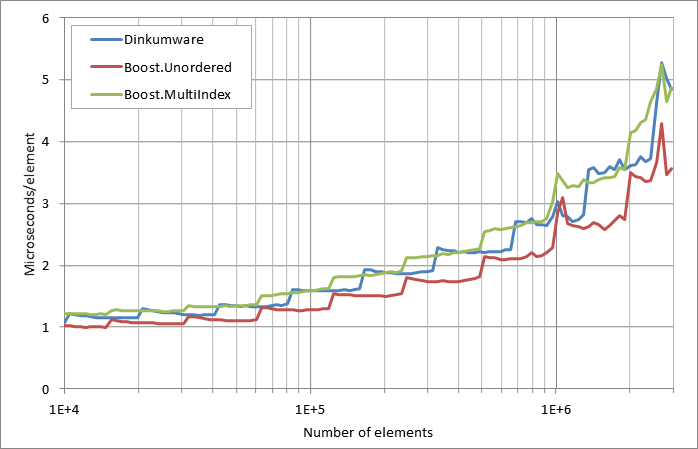 6
5
4
3
2
1
0
Microseconds/element
Dinkumware
Boost.Unordered
Boost.MultiIndex
1E+4
1E+5
1E+6
Number of elements